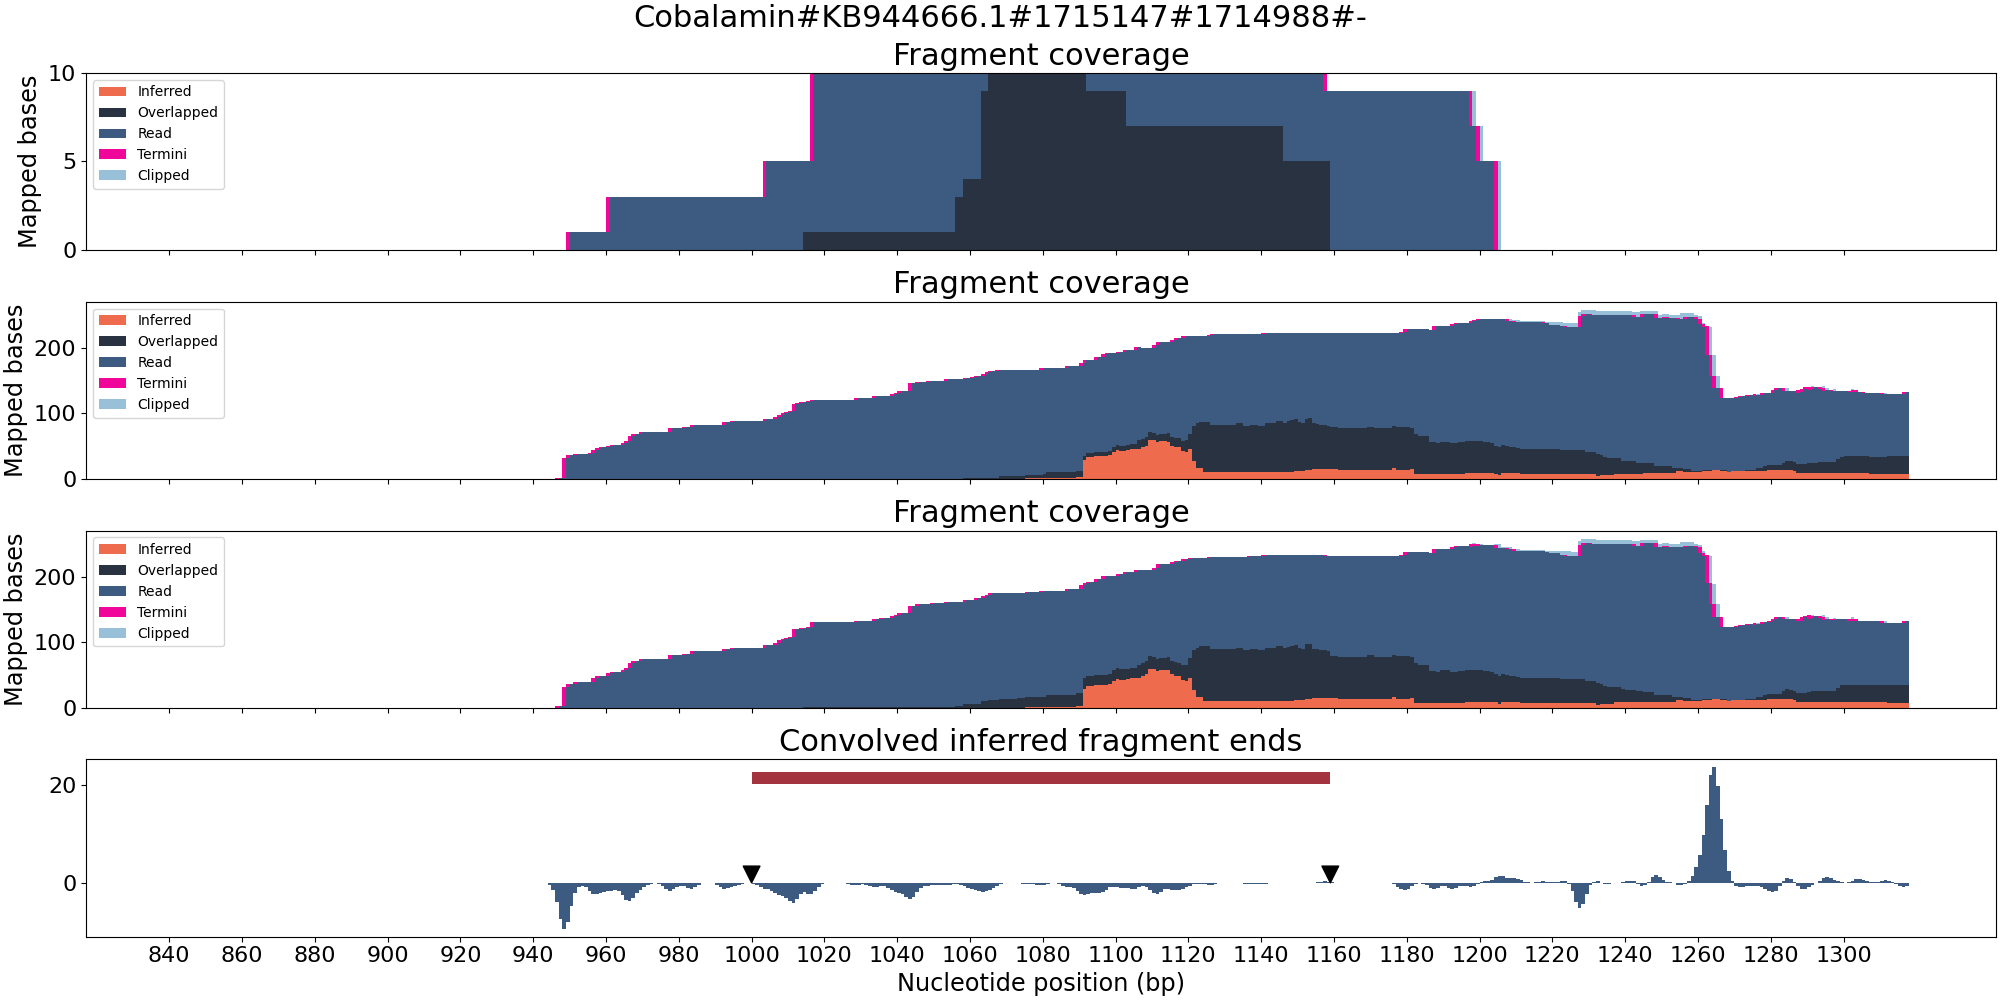 Cobalamin#KB944666.1#1715147#1714988#-
Fragment coverage
Mapped bases
10
5
0
Inferred
Overlapped
Read
Termini
Clipped
Fragment coverage
Mapped bases
200
100
0
Inferred
Overlapped
Read
Termini
Clipped
Fragment coverage
Mapped bases
200
100
0
Inferred
Overlapped
Read
Termini
Clipped
Convolved inferred fragment ends
20
0
840 860 880 900 920 940 960 980 1000 1020 1040 1060 1080 1100 1120 1140 1160 1180 1200 1220 1240 1260 1280 1300
Nucleotide position (bp)